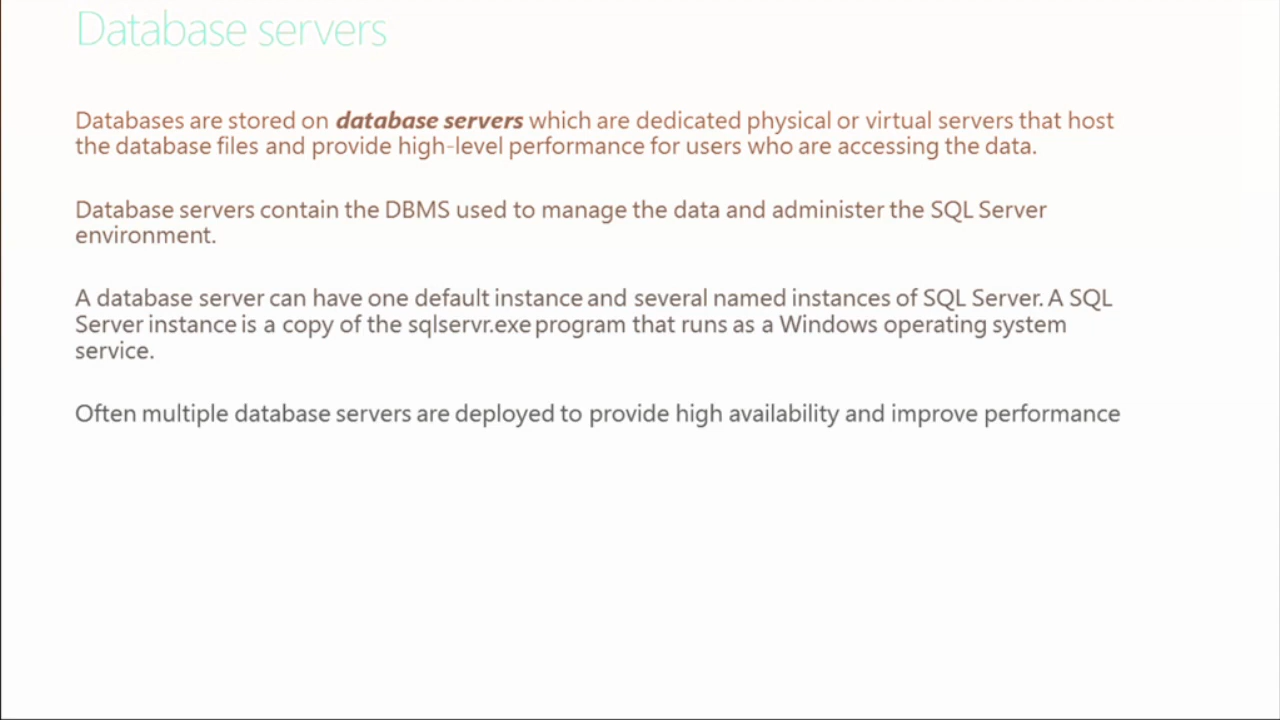 Database servers
Databases are stored on database servers which are dedicated physical or virtual servers that host
the database files and provide high-level performance for users who are accessing the data.
Database servers contain the DBMS used to manage the data and administer the SQL Server
environment.
A database server can have one default instance and several named instances of SQL Server. A SQL
Server instance is a copy of the sqlservr.exe program that runs as a Windows operating system
service.
Often multiple database servers are deployed to provide high availability and improve performance